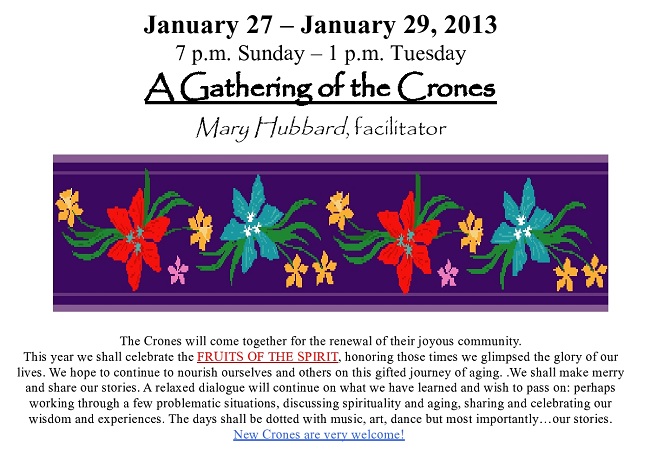 January 27 – January 29, 2013
7 p.m. Sunday – 1 p.m. Tuesday
A Gathering of the Crones
Mary Hubbard, facilitator
The Crones will come together for the renewal of their joyous community.
This year we shall celebrate the FRUITS OF THE SPIRIT, honoring those times we glimpsed the glory of our
lives. We hope to continue to nourish ourselves and others on this gifted journey of aging. .We shall make merry
and share our stories. A relaxed dialogue will continue on what we have learned and wish to pass on: perhaps
working through a few problematic situations, discussing spirituality and aging, sharing and celebrating our
wisdom and experiences. The days shall be dotted with music, art, dance but most importantly…our stories.
New Crones are very welcome!